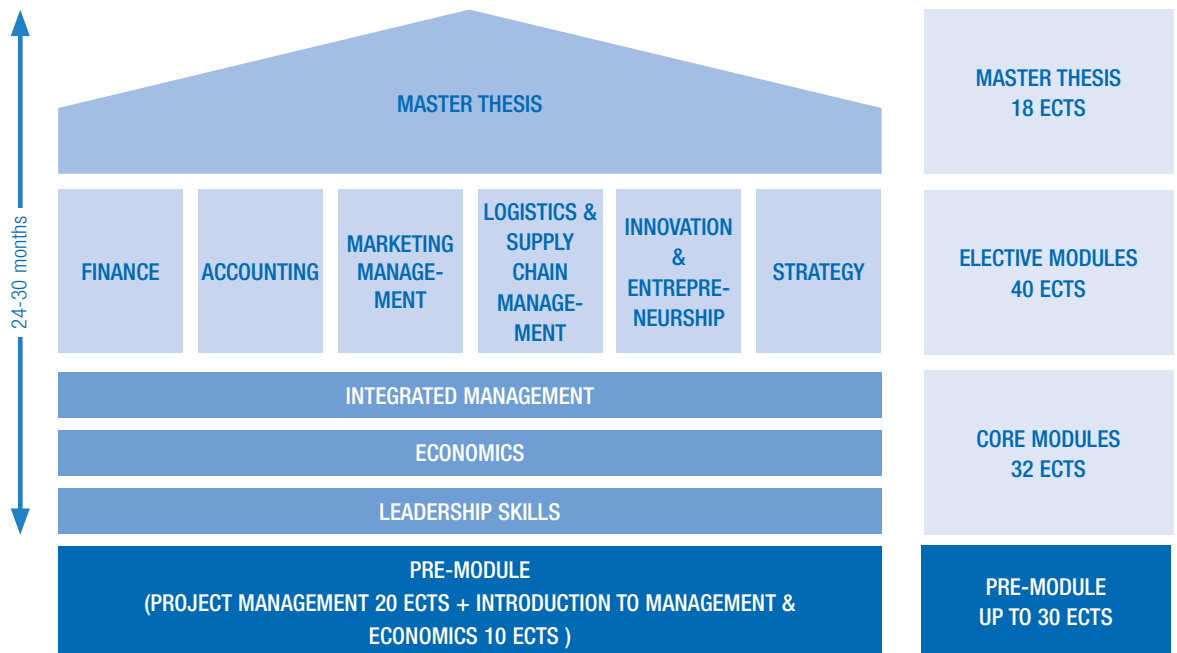 24-30 months
MASTER THESIS
MASTER THESIS
18 ECTS
FINANCE
ACCOUNTING
MARKETING
MANAGE-
MENT
LOGISTICS &
SUPPLY
CHAIN
MANAGE-
MENT
INNOVATION
&
ENTREPRE-
NEURSHIP
STRATEGY
ELECTIVE MODULES
40 ECTS
INTEGRATED MANAGEMENT
ECONOMICS
LEADERSHIP SKILLS
CORE MODULES
32 ECTS
PRE-MODULE
(PROJECT MANAGEMENT 20 ECTS + INTRODUCTION TO MANAGEMENT &
ECONOMICS 10 ECTS )
PRE-MODULE
UP TO 30 ECTS